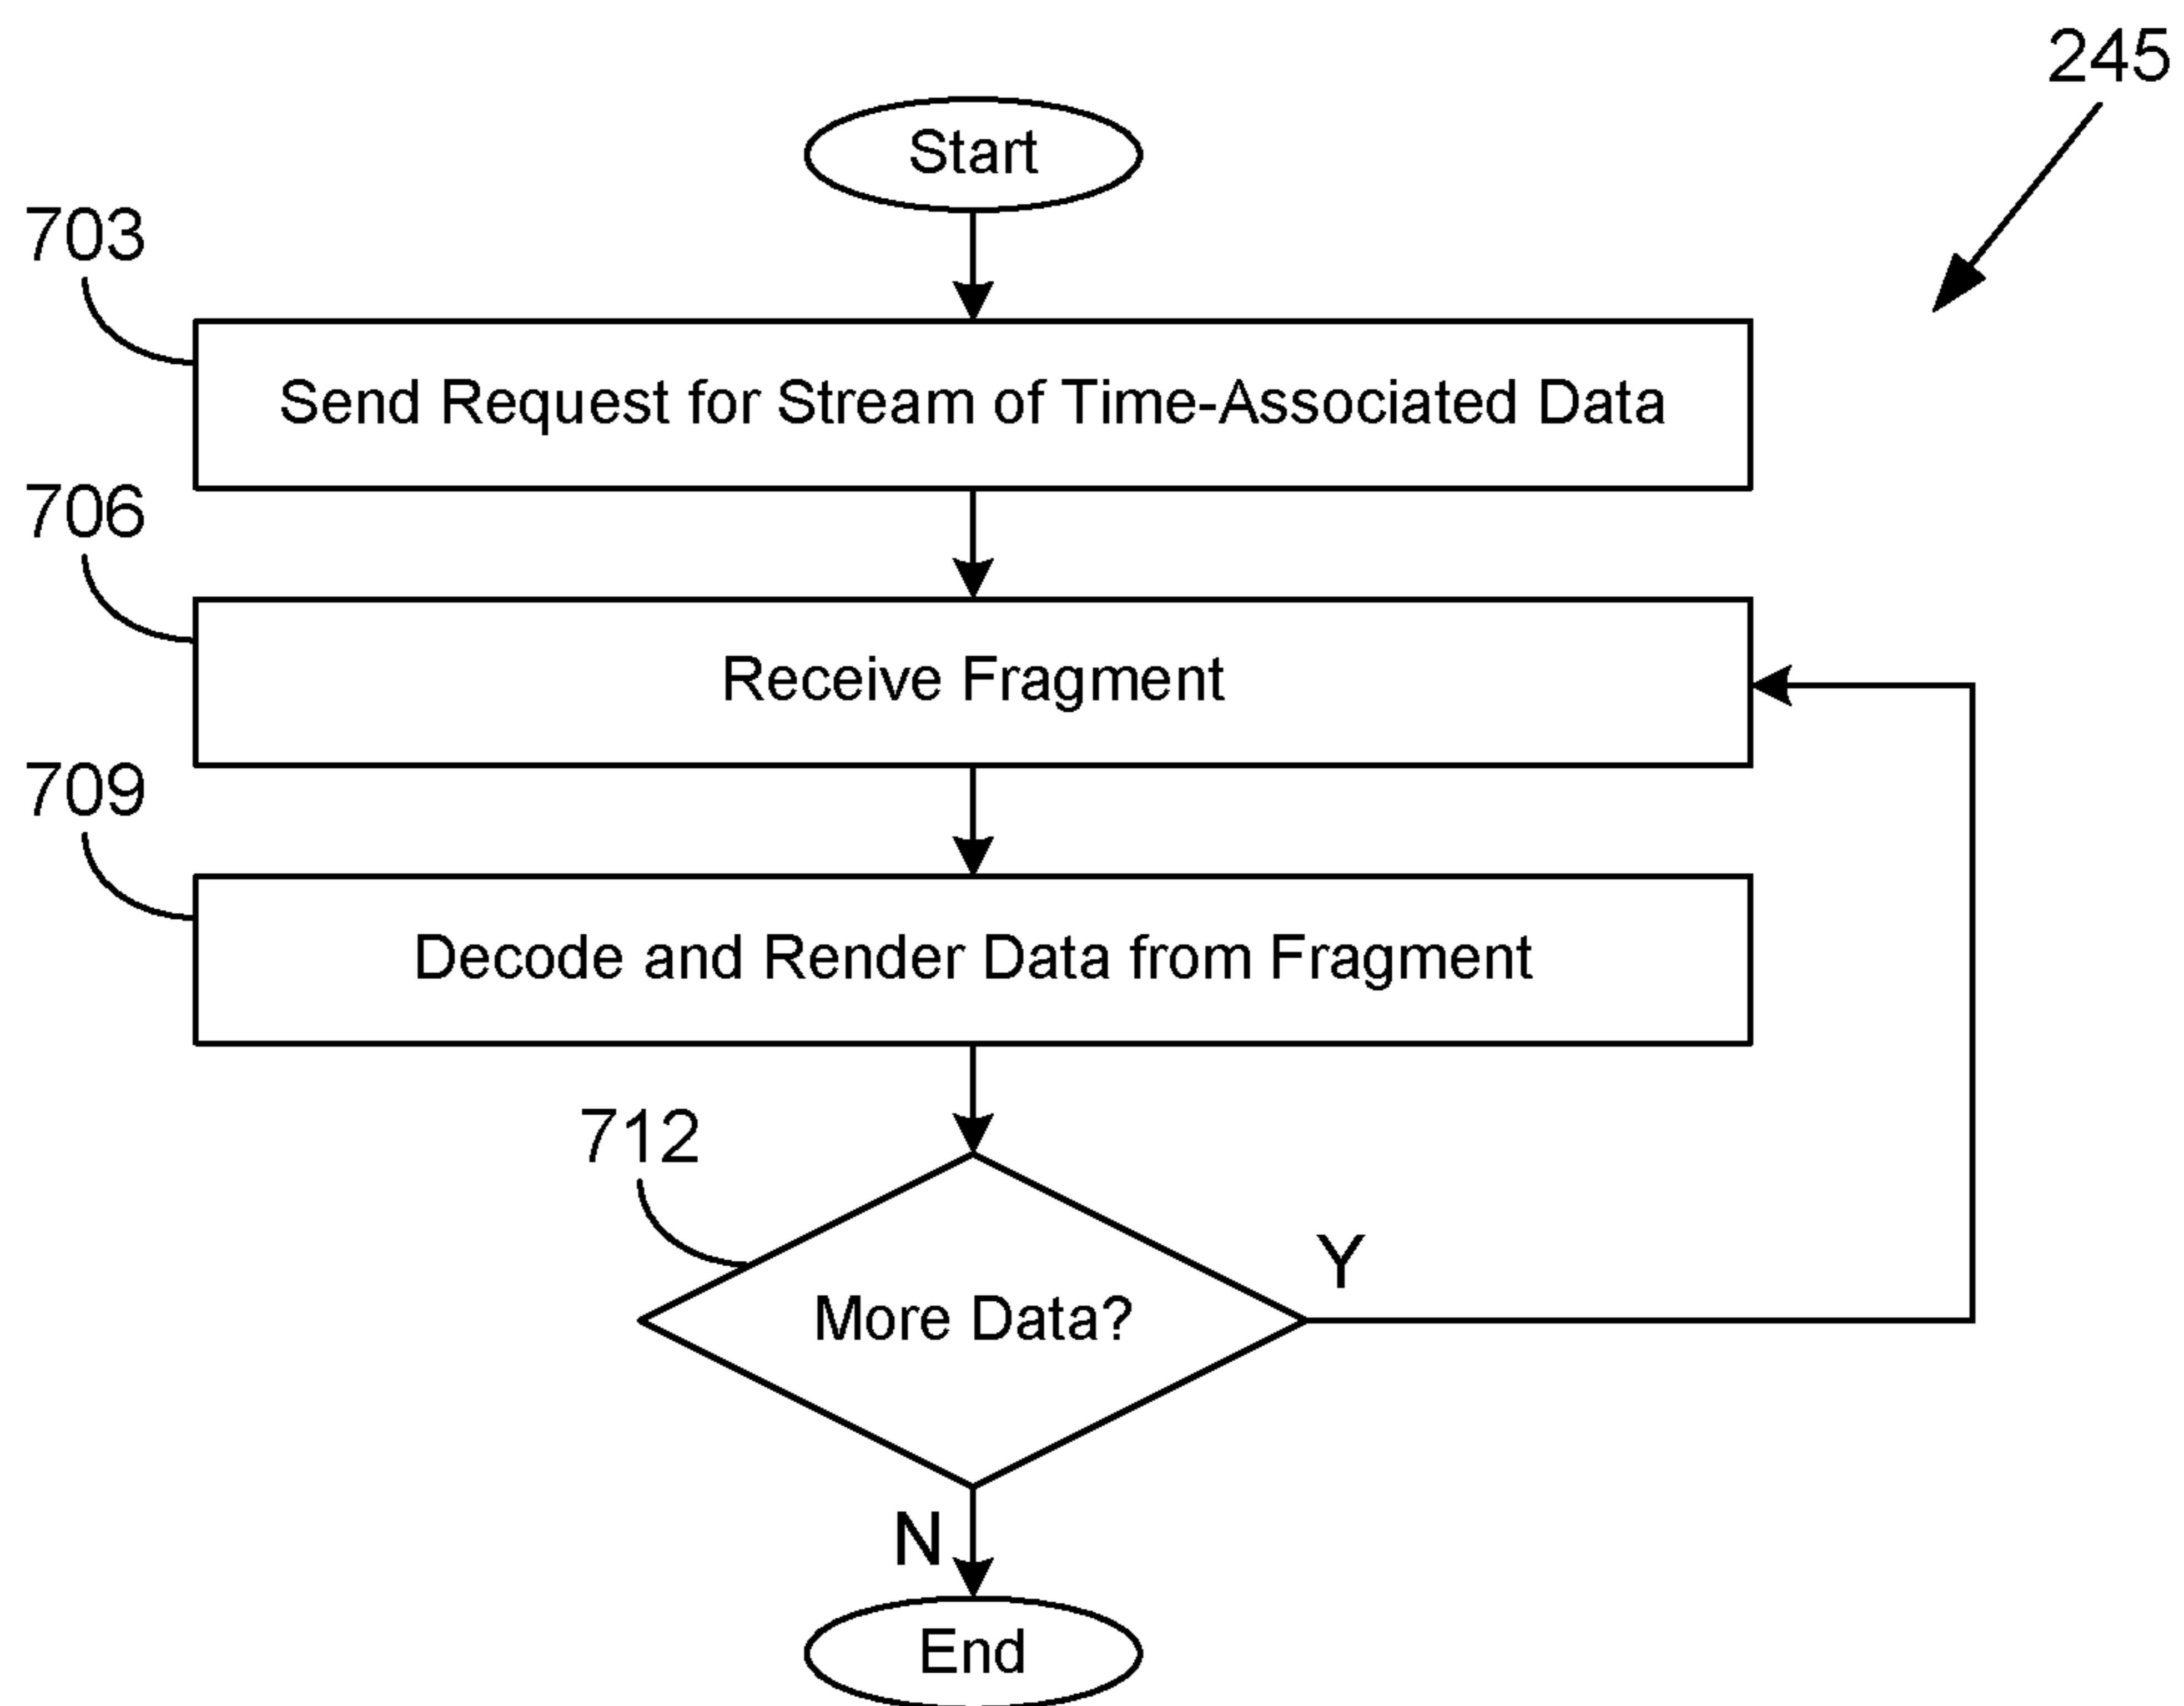 245
Start
703
Send Request for Stream of Time-Associated Data
706
Receive Fragment
709
Decode and Render Data from Fragment
712
More Data?
Y
N
End